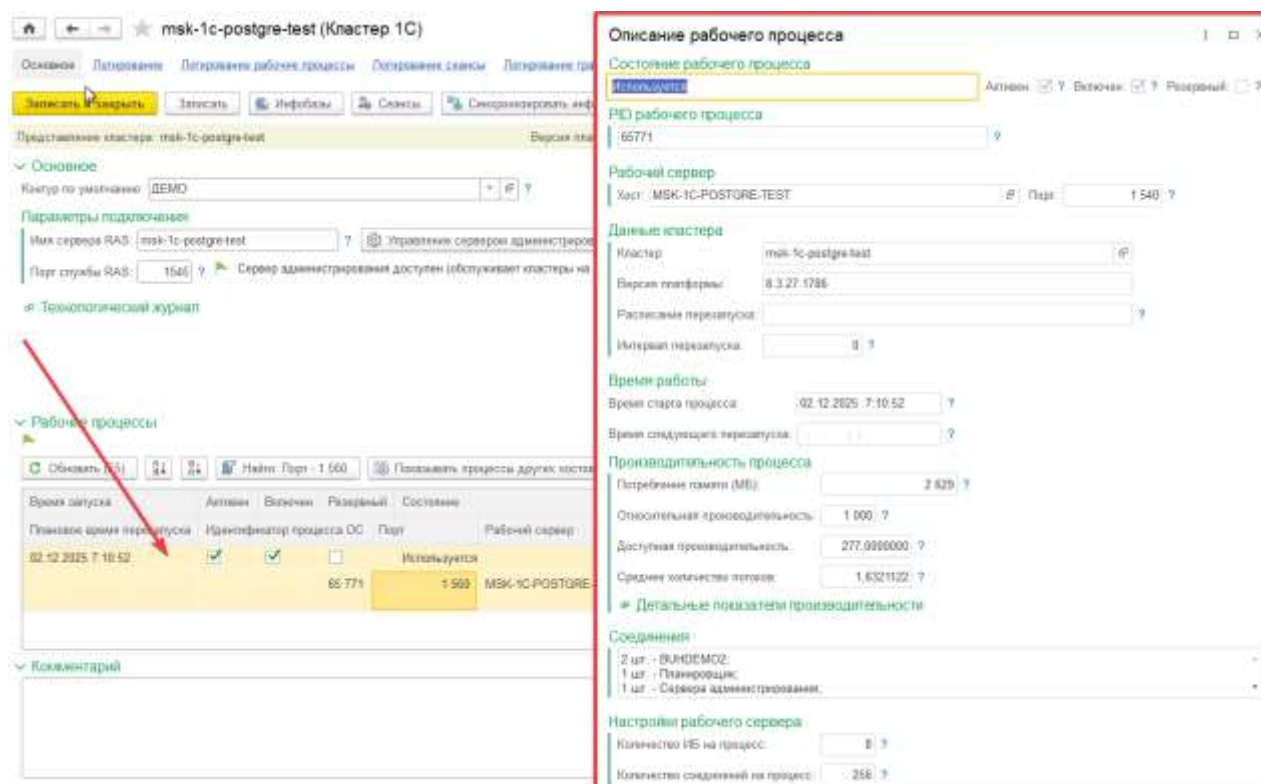 msk-1c-postgre-test (Кластер 1С)
Основное Логирование Логирование рабочие процессы Логирование сеансы Логирование
Записать и закрыть Записать Инфобазы Сеансы Синхронизировать
Представление кластера: msk-1c-postgre-test Версия
Основное
Контур по умолчанию: ДЕМО ?
Параметры подключения
Имя сервера RAS: msk-1c-postgre-test ? Управление сервером
Порт службы RAS: 1545 ? Сервер администрирования доступен (обслуживает кластеры на
Технологический журнал
Рабочие процессы
Обновить (F5) Найти: Порт - 1 560 Показывать процессы других
Время запуска Активен Включен Резервный Состояние
Плановое время перезапуска Идентификатор процесса ОС Порт Рабочий сервер
02.12.2025 7:10:52 Используется
65 771 1 560 MSK-1C-POSTGRE-
Комментарий
Описание рабочего процесса
Состояние рабочего процесса
Используется Активен: ? Включен: ? Резервный: ?
PID рабочего процесса
65771 ?
Рабочий сервер
Хост: MSK-1C-POSTGRE-TEST Порт: 1 540 ?
Данные кластера
Кластер: msk-1c-postgre-test
Версия платформы: 8.3.27.1786
Расписание перезапуска: ?
Интервал перезапуска: 0 ?
Время работы
Время старта процесса: 02.12.2025 7:10:52 ?
Время следующего перезапуска: ?
Производительность процесса
Потребление памяти (МБ): 2 629 ?
Относительная производительность: 1 000 ?
Доступная производительность: 277.0000000 ?
Среднее количество потоков: 1,6321122 ?
Детальные показатели производительности
Соединения
2 шт. - BUHDEMO2;
1 шт. - Планировщик;
1 шт. - Сервера администрирования;
Настройки рабочего сервера
Количество ИБ на процесс: 8 ?
Количество соединений на процесс: 256 ?